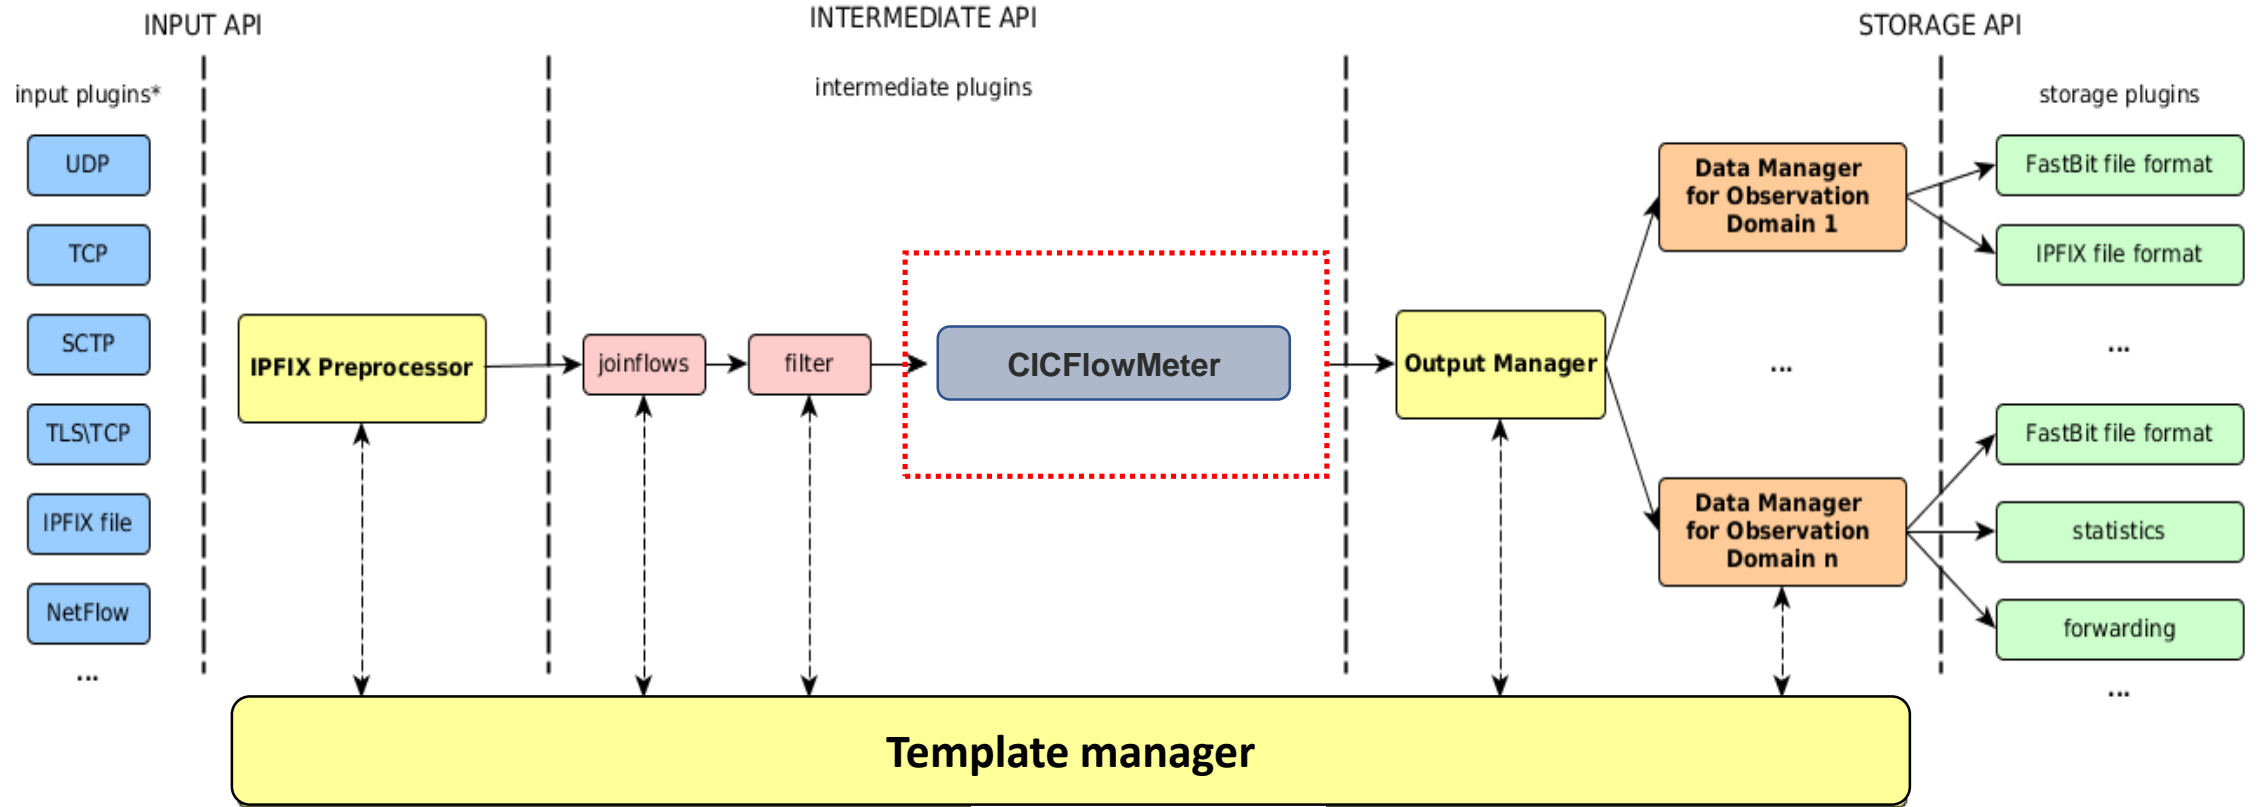 INPUT API
INTERMEDIATE API
STORAGE API
input plugins*
intermediate plugins
storage plugins
UDP
TCP
SCTP
TLS\TCP
IPFIX file
NetFlow
...
IPFIX Preprocessor
joinflows
filter
CICFlowMeter
Output Manager
Data Manager
for Observation
Domain 1
...
Data Manager
for Observation
Domain n
FastBit file format
IPFIX file format
...
FastBit file format
statistics
forwarding
...
Template manager